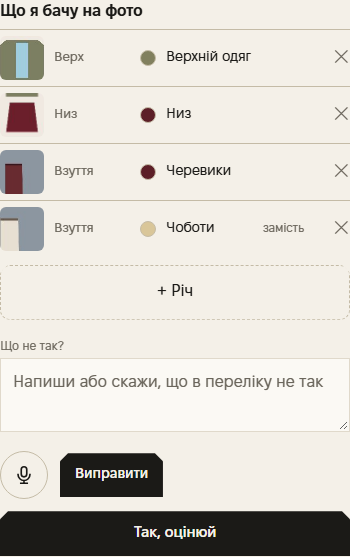 Що я бачу на фото
Верх Верхній одяг
Низ Низ
Взуття Черевики
Взуття Чоботи замість
+ Річ
Що не так?
Напиши або скажи, що в переліку не так
Виправити
Так, оцінюй